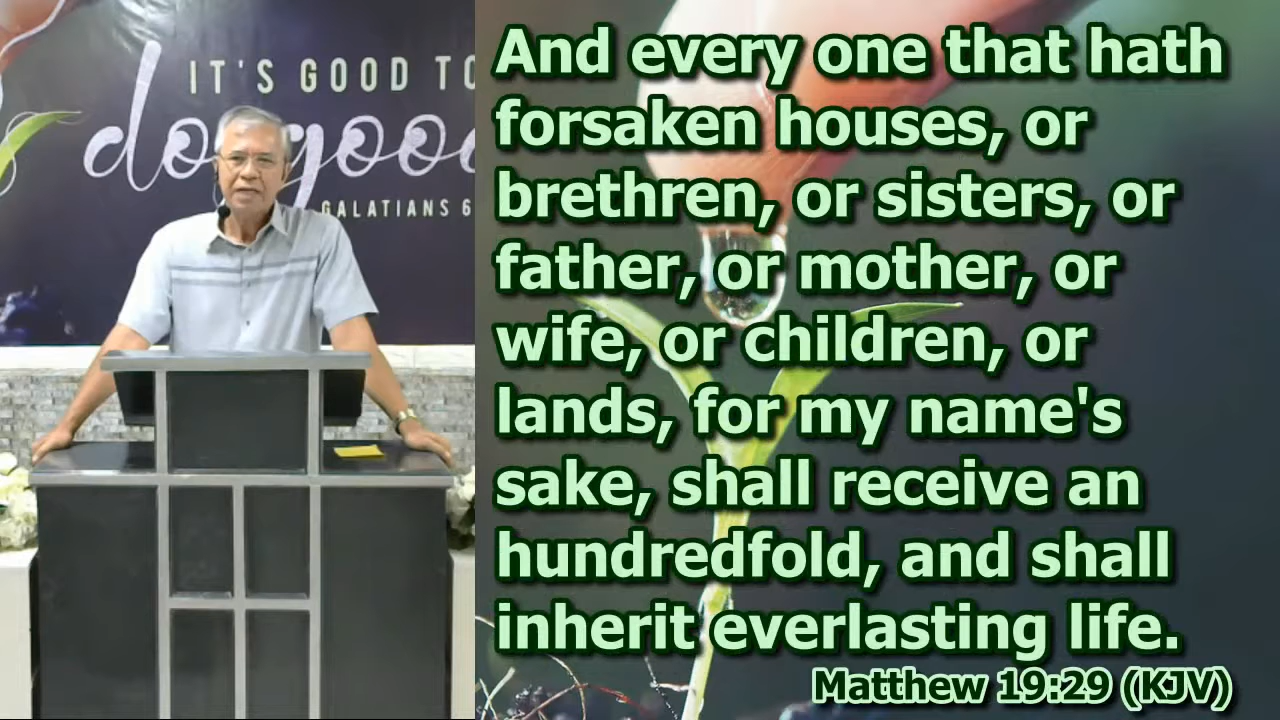 IT'S GOOD TO
do good
GALATIANS 6
And every one that hath
forsaken houses, or
brethren, or sisters, or
father, or mother, or
wife, or children, or
lands, for my name's
sake, shall receive an
hundredfold, and shall
inherit everlasting life.
Matthew 19:29 (KJV)